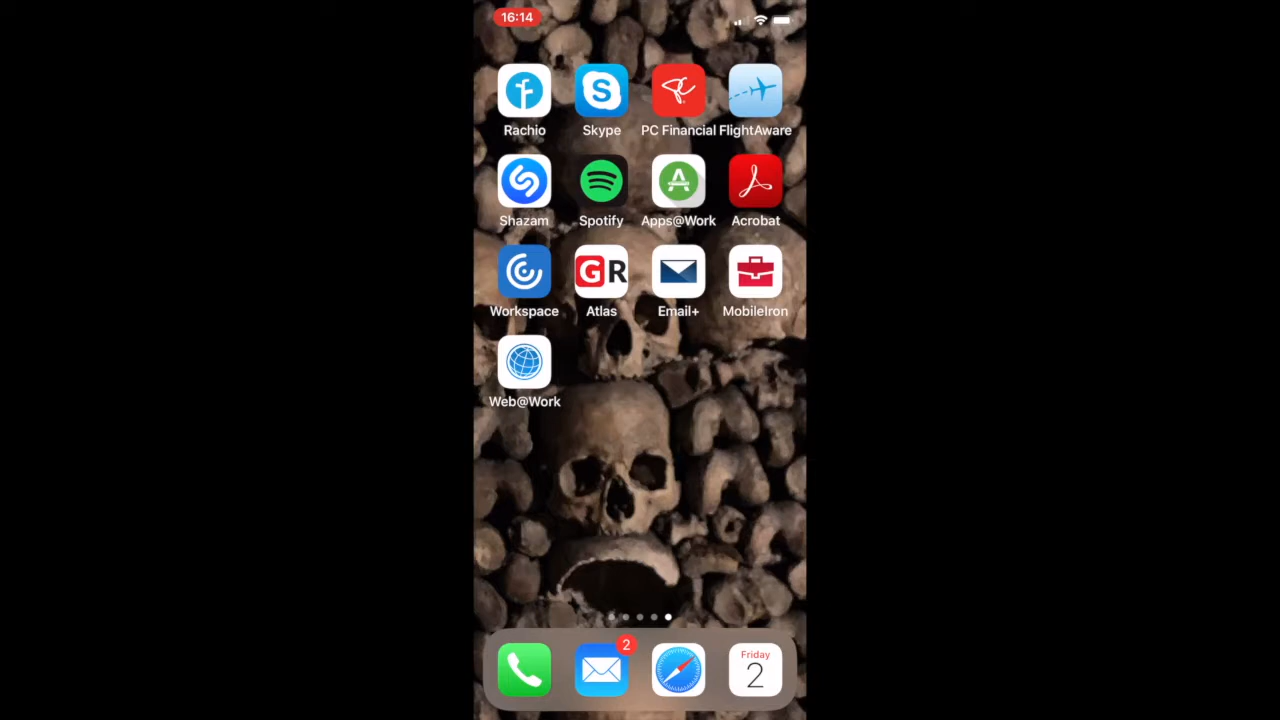 16:14
Rachio
Skype
PC Financial
FlightAware
Shazam
Spotify
Apps@Work
Acrobat
Workspace
GR
Atlas
Email+
MobileIron
Web@Work
2
Friday
2